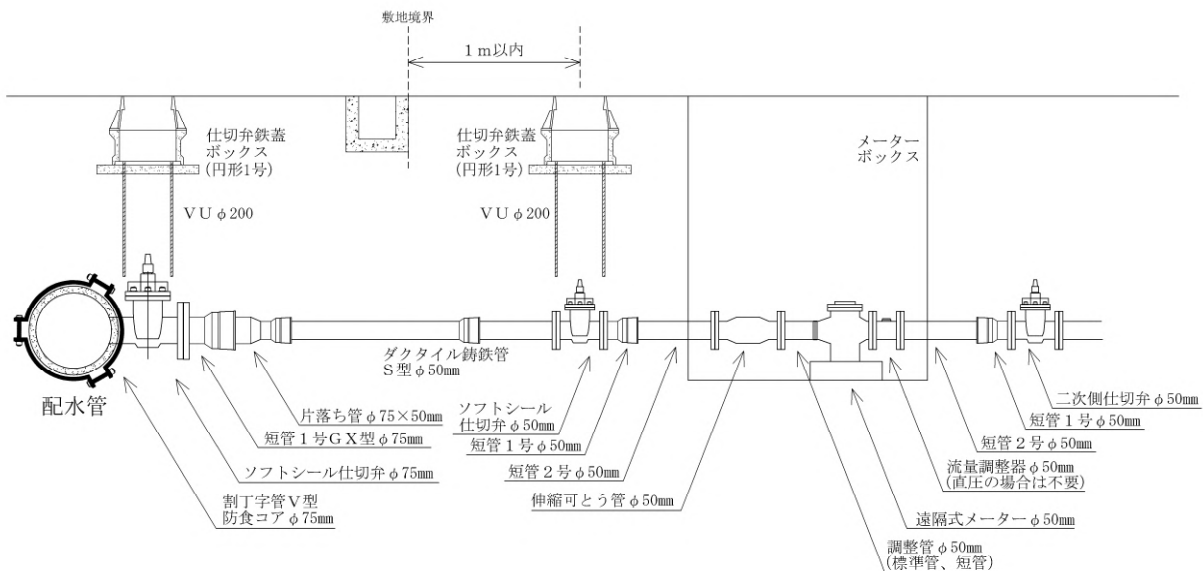 敷地境界
1m以内
仕切弁鉄蓋
ボックス
(円形1号)
仕切弁鉄蓋
ボックス
(円形1号)
メーター
ボックス
VUφ200
VUφ200
配水管
ダクタイル鋳鉄管
S型φ50mm
片落ち管φ75×50mm
短管1号GX型φ75mm
ソフトシール仕切弁φ75mm
割丁字管V型
防食コアφ75mm
ソフトシール
仕切弁φ50mm
短管1号φ50mm
短管2号φ50mm
伸縮可とう管φ50mm
二次側仕切弁φ50mm
短管1号φ50mm
短管2号φ50mm
流量調整器φ50mm
(直圧の場合は不要)
遠隔式メーターφ50mm
調整管φ50mm
(標準管、短管)